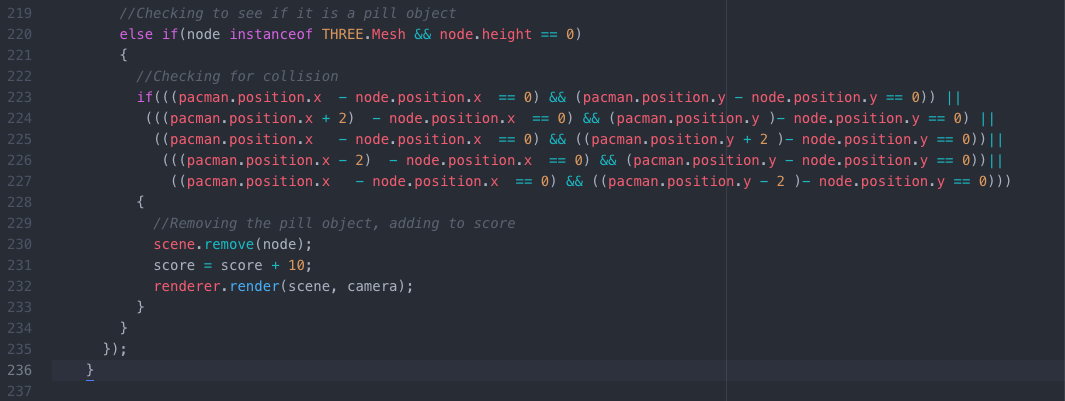 219 //Checking to see if it is a pill object
220 else if(node instanceof THREE.Mesh && node.height == 0)
221 {
222 //Checking for collision
223 if(((pacman.position.x  - node.position.x  == 0) && (pacman.position.y - node.position.y == 0)) ||
224 (((pacman.position.x + 2)  - node.position.x  == 0) && (pacman.position.y )- node.position.y == 0) ||
225 ((pacman.position.x   - node.position.x  == 0) && ((pacman.position.y + 2 )- node.position.y == 0))||
226 (((pacman.position.x - 2)  - node.position.x  == 0) && (pacman.position.y - node.position.y == 0))||
227 ((pacman.position.x   - node.position.x  == 0) && ((pacman.position.y - 2 )- node.position.y == 0)))
228 {
229 //Removing the pill object, adding to score
230 scene.remove(node);
231 score = score + 10;
232 renderer.render(scene, camera);
233 }
234 }
235 });
236 }
237